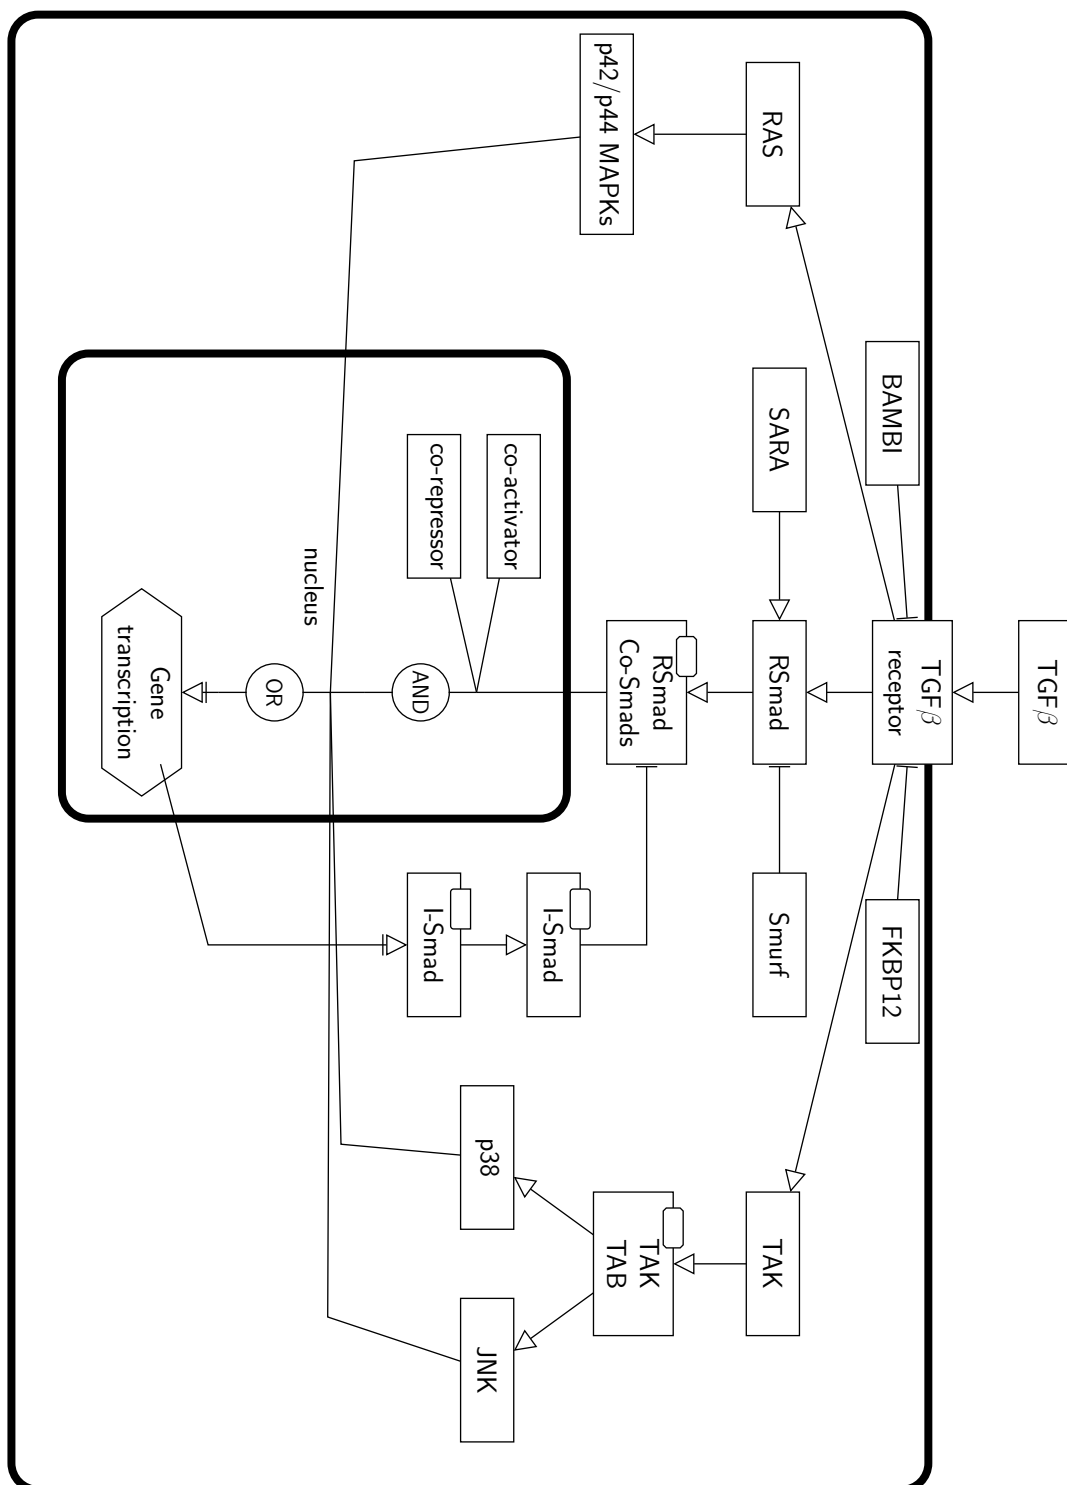 TGFβ
BAMBI
TGFβ
receptor
FKBP12
RAS
SARA
RSmad
Smurf
TAK
p42/p44 MAPKs
RSmad
Co-Smads
TAK
TAB
co-activator
co-repressor
AND
I-Smad
I-Smad
p38
JNK
nucleus
OR
Gene
transcription